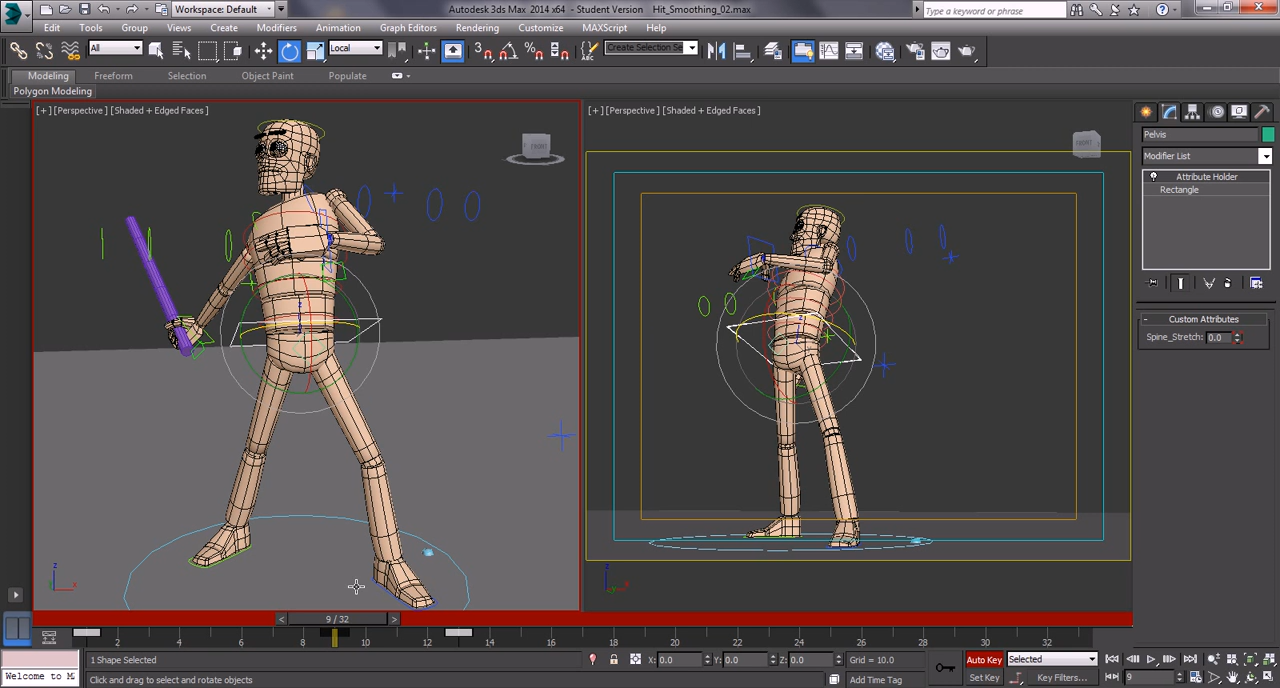 Workspace: Default
Autodesk 3ds Max 2014 x64 - Student Version Hit_Smoothing_02.max
Type a keyword or phrase
Edit Tools Group Views Create Modifiers Animation Graph Editors Rendering Customize MAXScript Help
All
Local
Create Selection Se
Modeling Freeform Selection Object Paint Populate
Polygon Modeling
[+] [Perspective] [Shaded + Edged Faces]
[+] [Perspective] [Shaded + Edged Faces]
FRONT
Pelvis
Modifier List
Attribute Holder
Rectangle
Custom Attributes
Spine_Stretch: 0.0
z
x
< 9 / 32 >
2 4 6 10 12 14 16 18 20 22 24 26 28 30 32
1 Shape Selected
X: 0.0 Y: 0.0 Z: 0.0
Grid = 10.0
Auto Key
Selected
Welcome to M
Click and drag to select and rotate objects
Add Time Tag
Set Key
Key Filters...
9